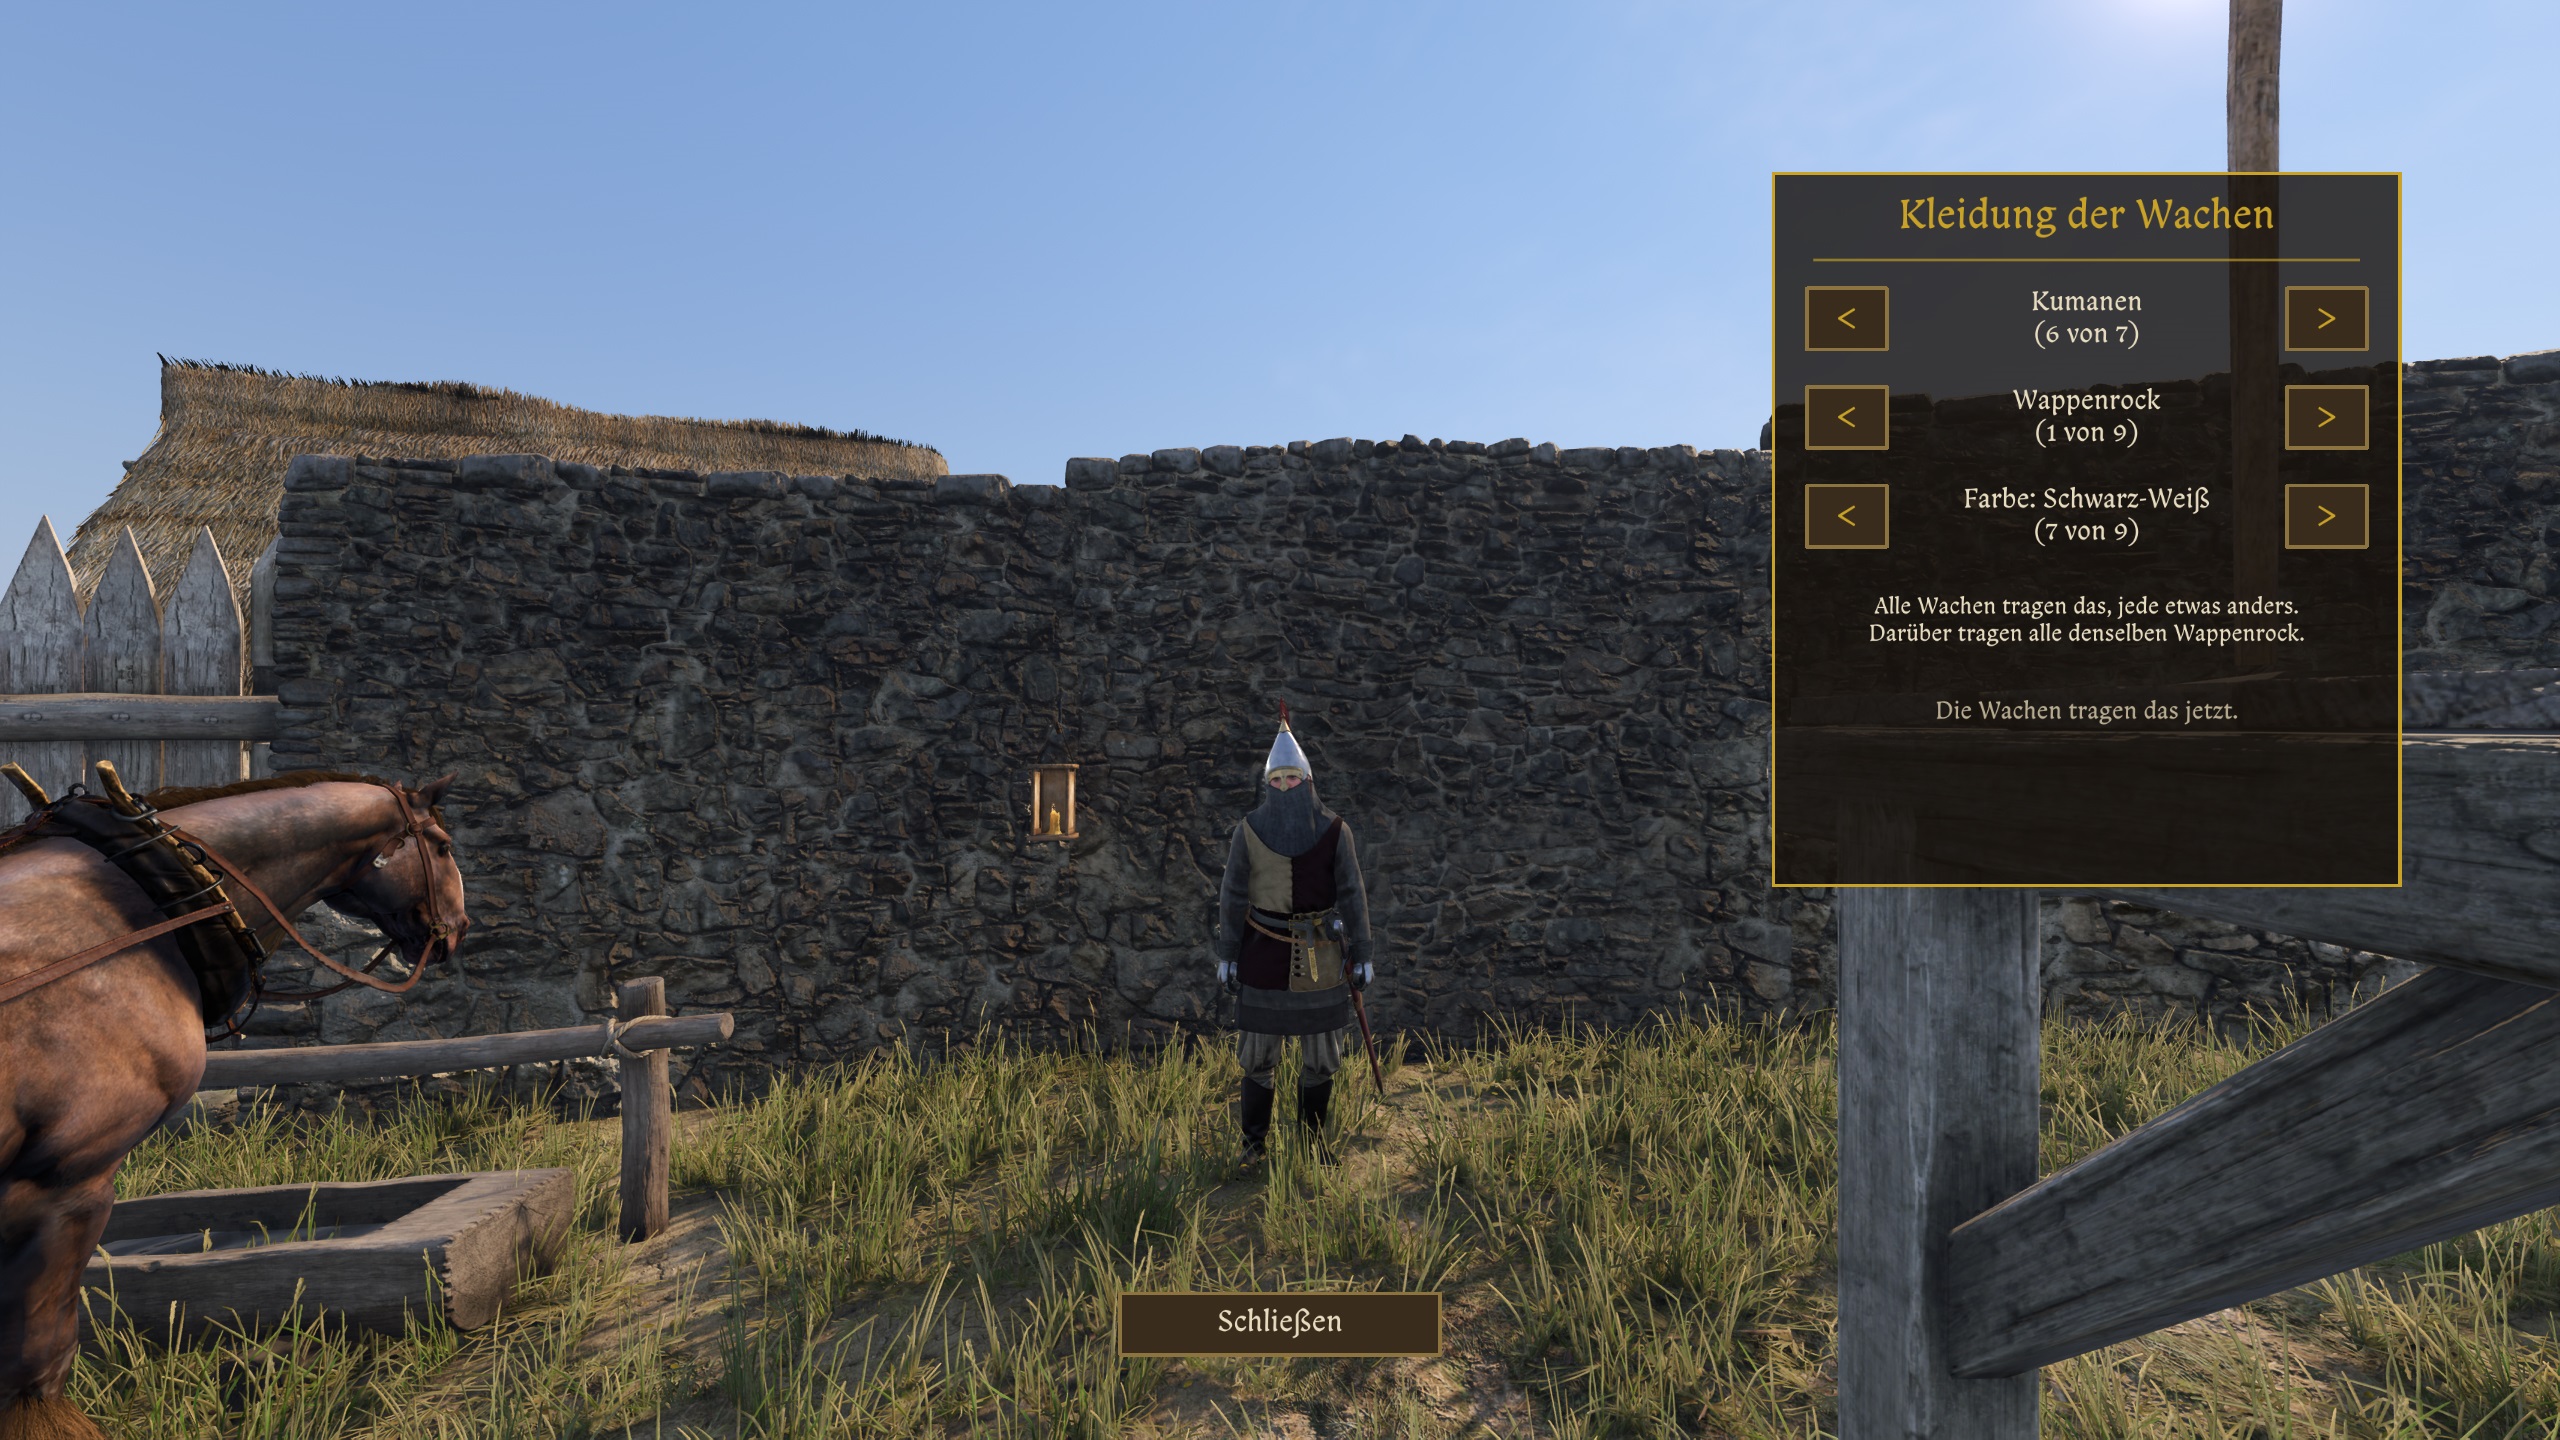 Kleidung der Wachen
<
Kumanen
(6 von 7)
>
<
Wappenrock
(1 von 9)
>
<
Farbe: Schwarz-Weiß
(7 von 9)
>
Alle Wachen tragen das, jede etwas anders.
Darüber tragen alle denselben Wappenrock.
Die Wachen tragen das jetzt.
Schließen